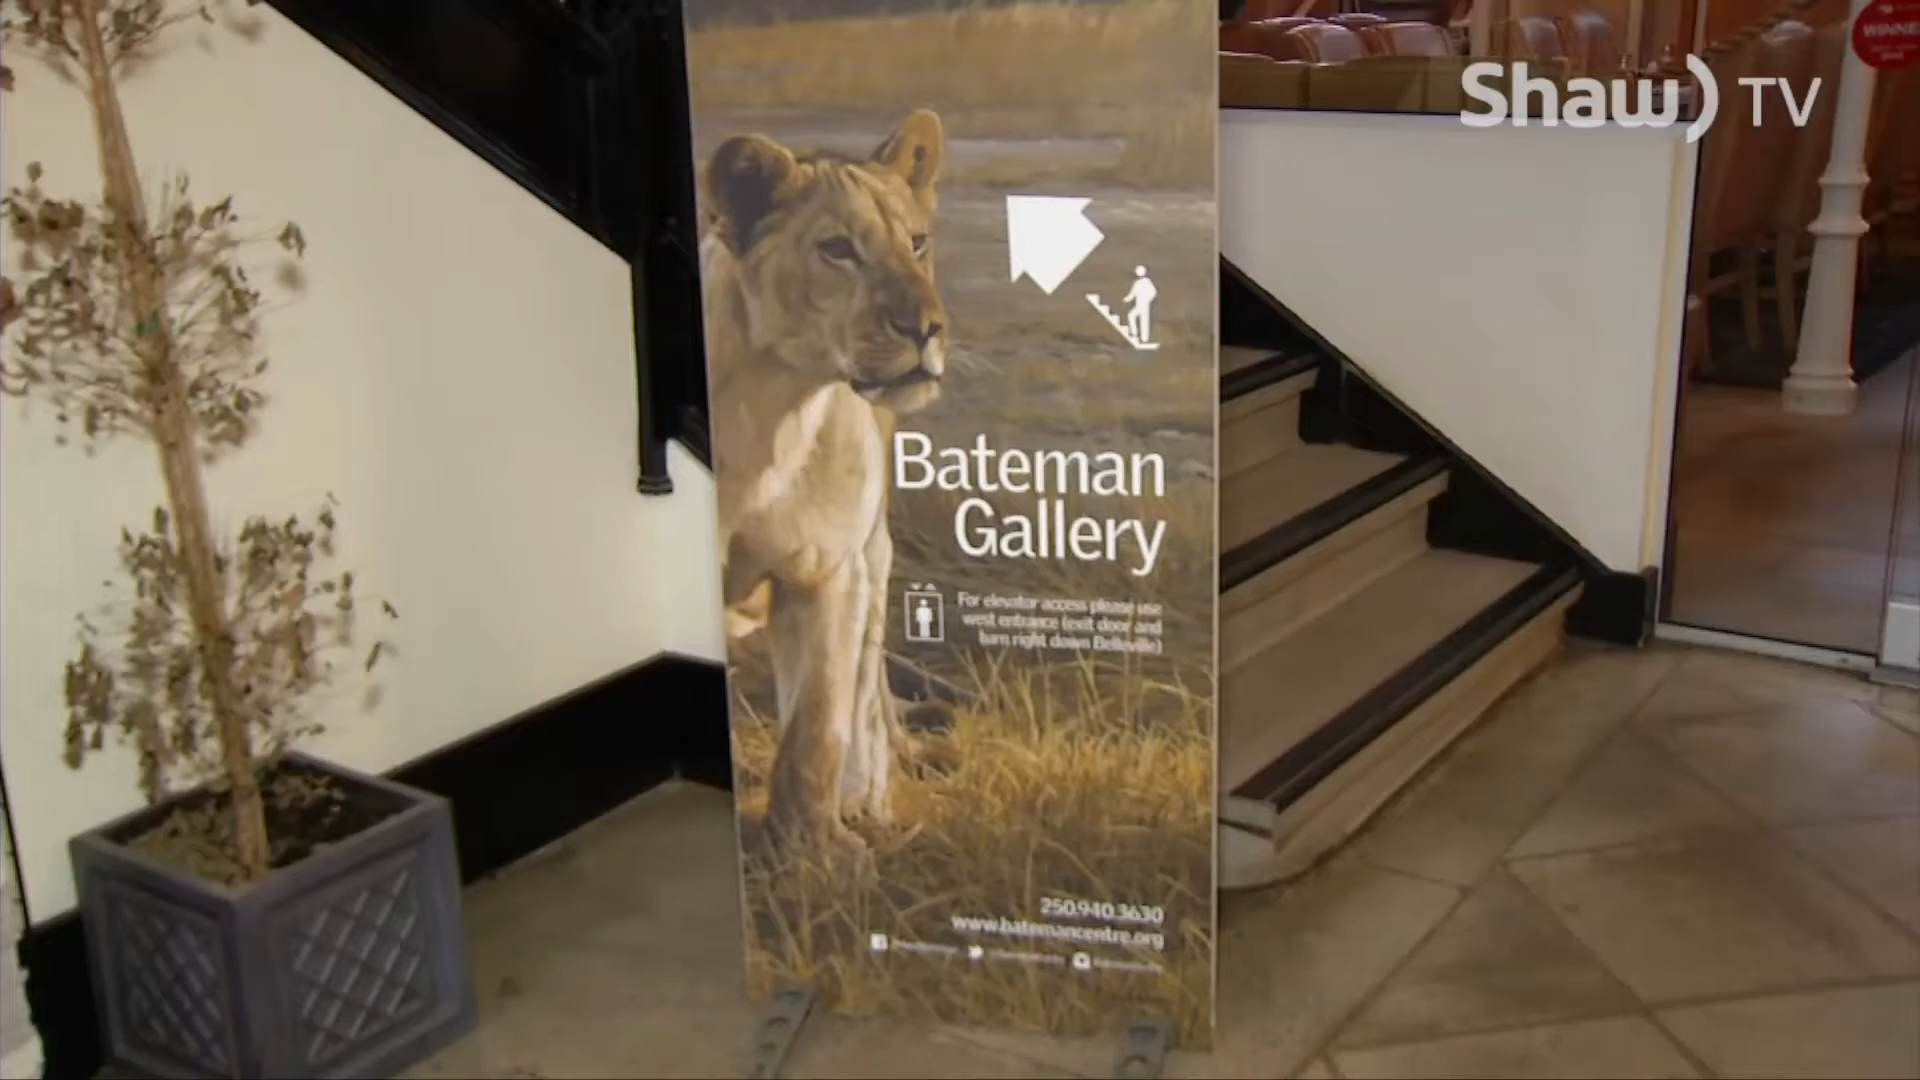 WINNE
Shaw) TV
Bateman
Gallery
For elevator access please use
west entrance (exit door and
turn right down Belleville)
250.940.3630
www.batemancentre.org